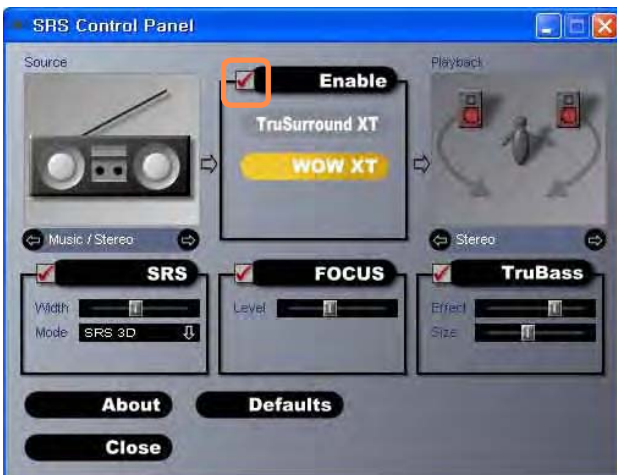 SRS Control Panel
Source
Enable
Playback
TruSurround XT
WOW XT
Music / Stereo
Stereo
SRS
FOCUS
TruBass
Width
Level
Effect
Mode
SRS 3D
Size
About
Defaults
Close